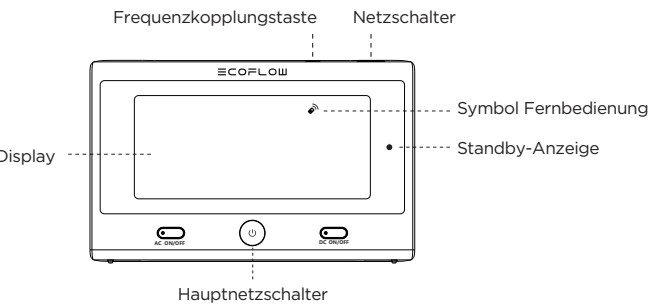 Frequenzkopplungstaste
Netzschalter
ECOFLOW
Symbol Fernbedienung
Standby-Anzeige
Display
AC ON/OFF
DC ON/OFF
Hauptnetzschalter